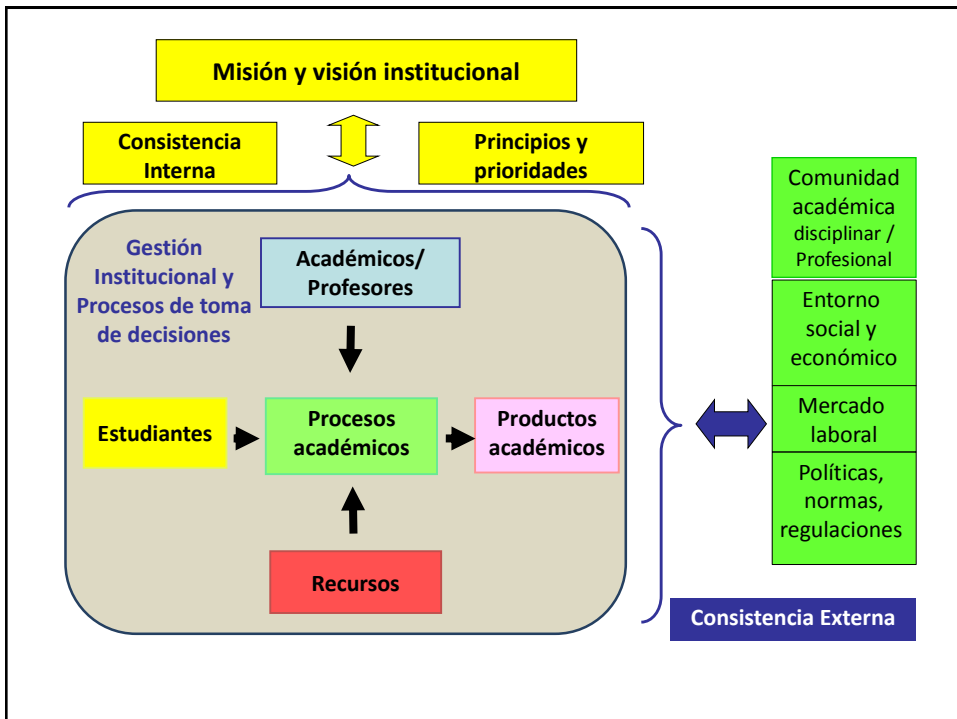 Misión y visión institucional
Consistencia
Interna
Principios y
prioridades
Gestión
Institucional y
Procesos de toma
de decisiones
Académicos/
Profesores
Estudiantes
Procesos
académicos
Productos
académicos
Recursos
Comunidad
académica
disciplinar /
Profesional
Entorno
social y
económico
Mercado
laboral
Políticas,
normas,
regulaciones
Consistencia Externa